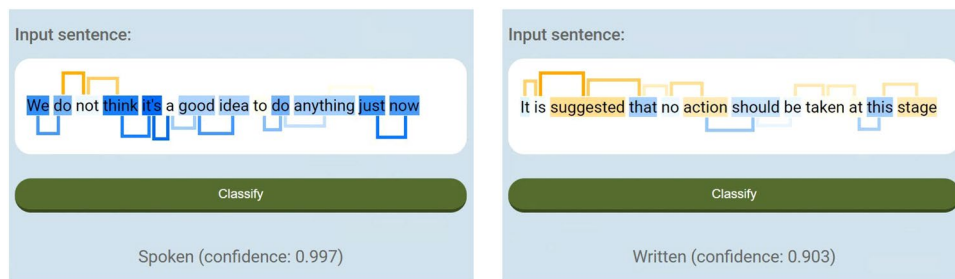 Input sentence:
We do not think it's a good idea to do anything just now
Classify
Spoken (confidence: 0.997)
Input sentence:
It is suggested that no action should be taken at this stage
Classify
Written (confidence: 0.903)